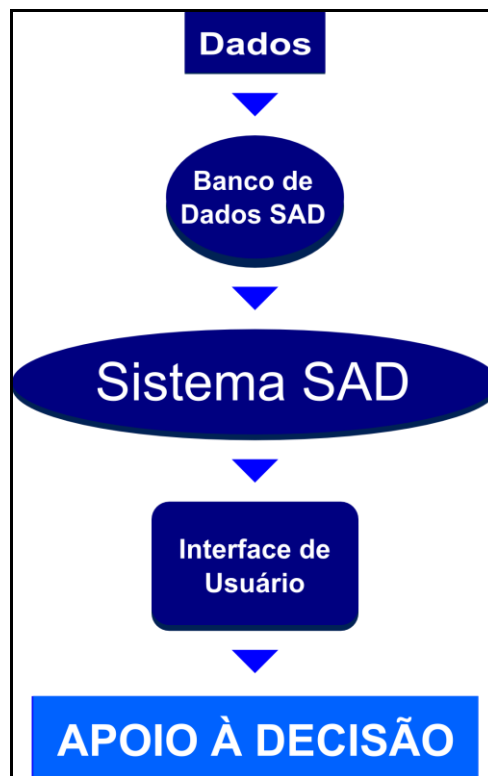 Dados
Banco de
Dados SAD
Sistema SAD
Interface de
Usuário
APOIO À DECISÃO